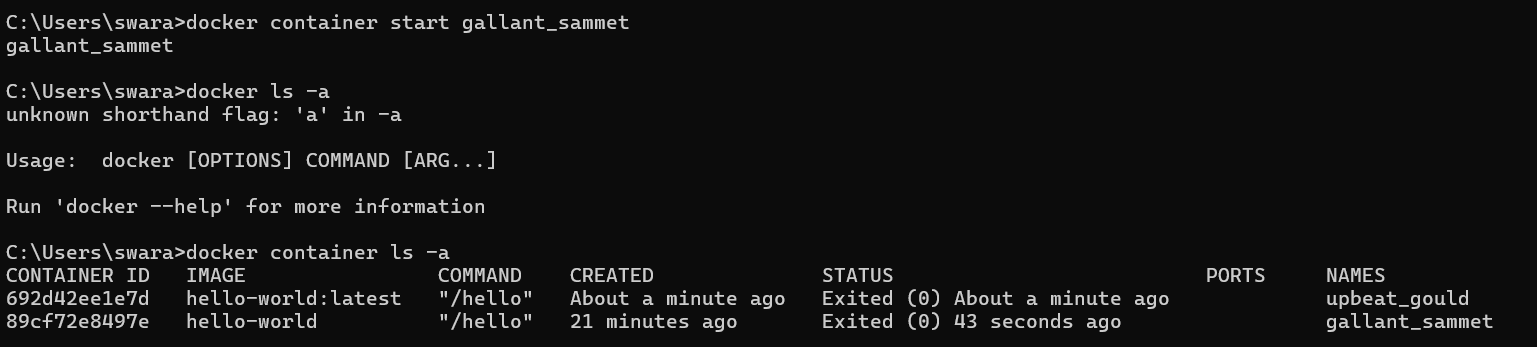 C:\Users\swara>docker container start gallant_sammet
gallant_sammet
C:\Users\swara>docker ls -a
unknown shorthand flag: 'a' in -a
Usage:  docker [OPTIONS] COMMAND [ARG...]
Run 'docker --help' for more information
C:\Users\swara>docker container ls -a
CONTAINER ID   IMAGE                COMMAND    CREATED              STATUS                          PORTS     NAMES
692d42ee1e7d   hello-world:latest   "/hello"   About a minute ago   Exited (0) About a minute ago             upbeat_gould
89cf72e8497e   hello-world          "/hello"   21 minutes ago       Exited (0) 43 seconds ago                 gallant_sammet